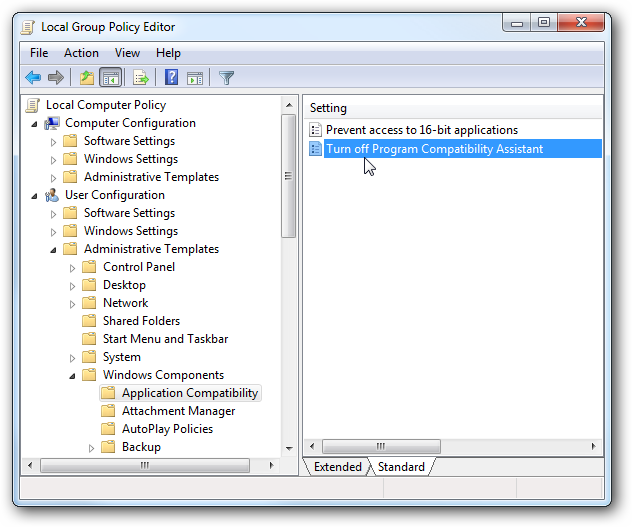 Local Group Policy Editor
File Action View Help
Local Computer Policy
Computer Configuration
Software Settings
Windows Settings
Administrative Templates
User Configuration
Software Settings
Windows Settings
Administrative Templates
Control Panel
Desktop
Network
Shared Folders
Start Menu and Taskbar
System
Windows Components
Application Compatibility
Attachment Manager
AutoPlay Policies
Backup
Setting
Prevent access to 16-bit applications
Turn off Program Compatibility Assistant
Extended Standard